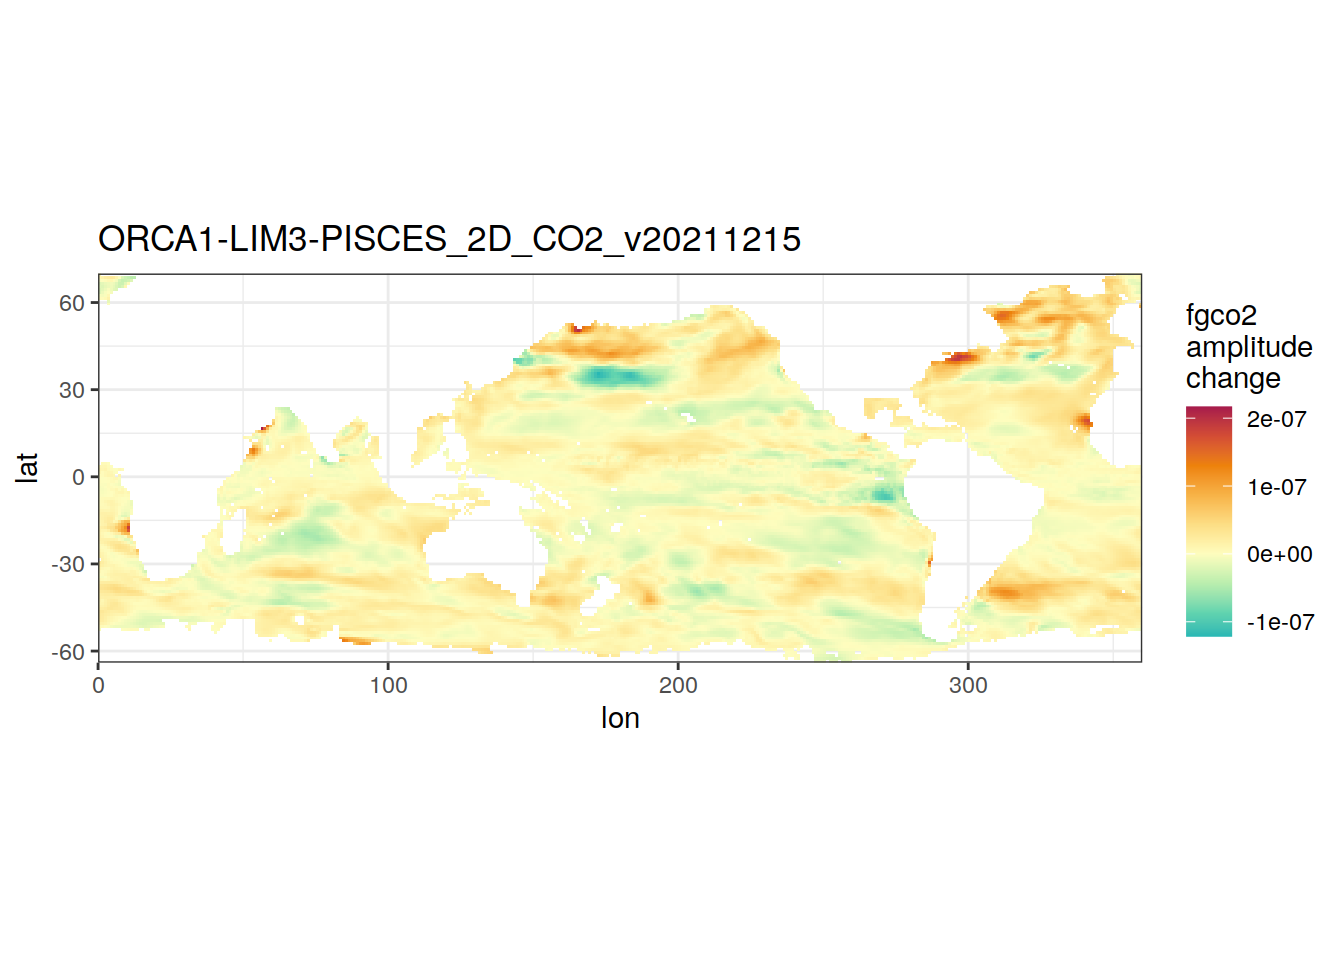 ORCA1-LIM3-PISCES_2D_CO2_v20211215
lat
60
30
0
-30
-60
0
100
200
300
lon
fgco2
amplitude
change
2e-07
1e-07
0e+00
-1e-07